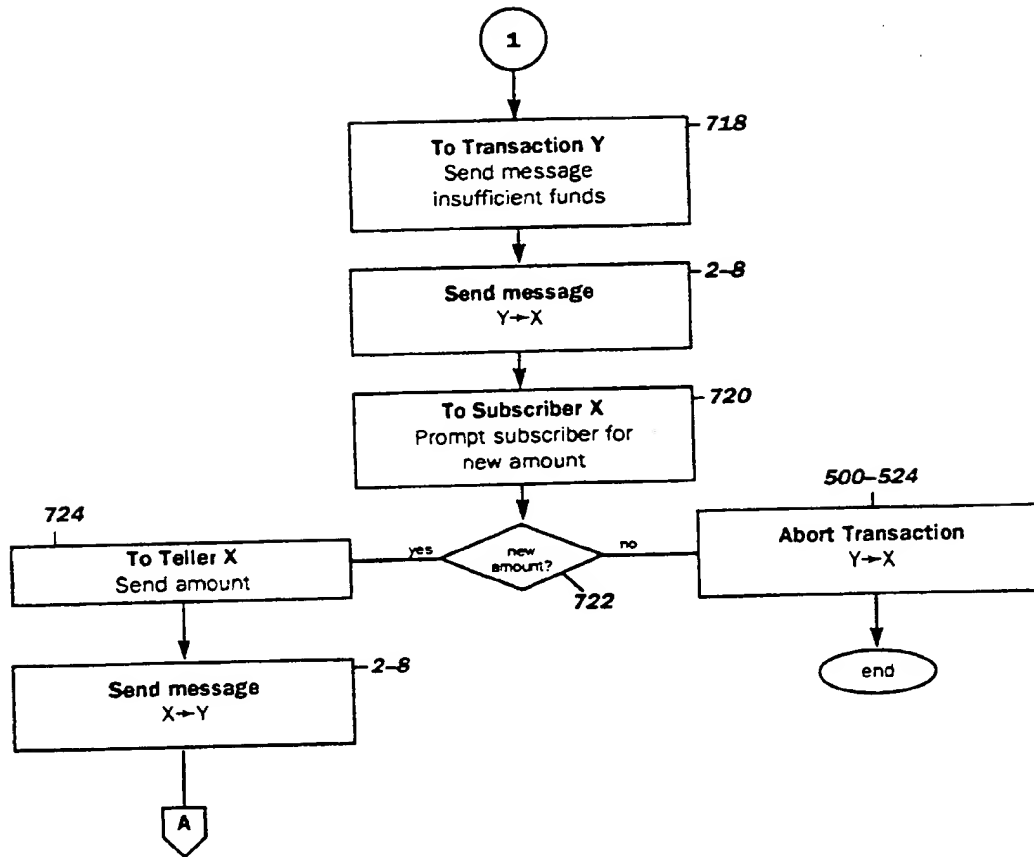 1
718
To Transaction Y
Send message
insufficient funds
2-8
Send message
Y→X
720
To Subscriber X
Prompt subscriber for
new amount
500-524
Abort Transaction
Y→X
724
To Teller X
Send amount
yes
new
amount?
no
722
end
2-8
Send message
X→Y
A